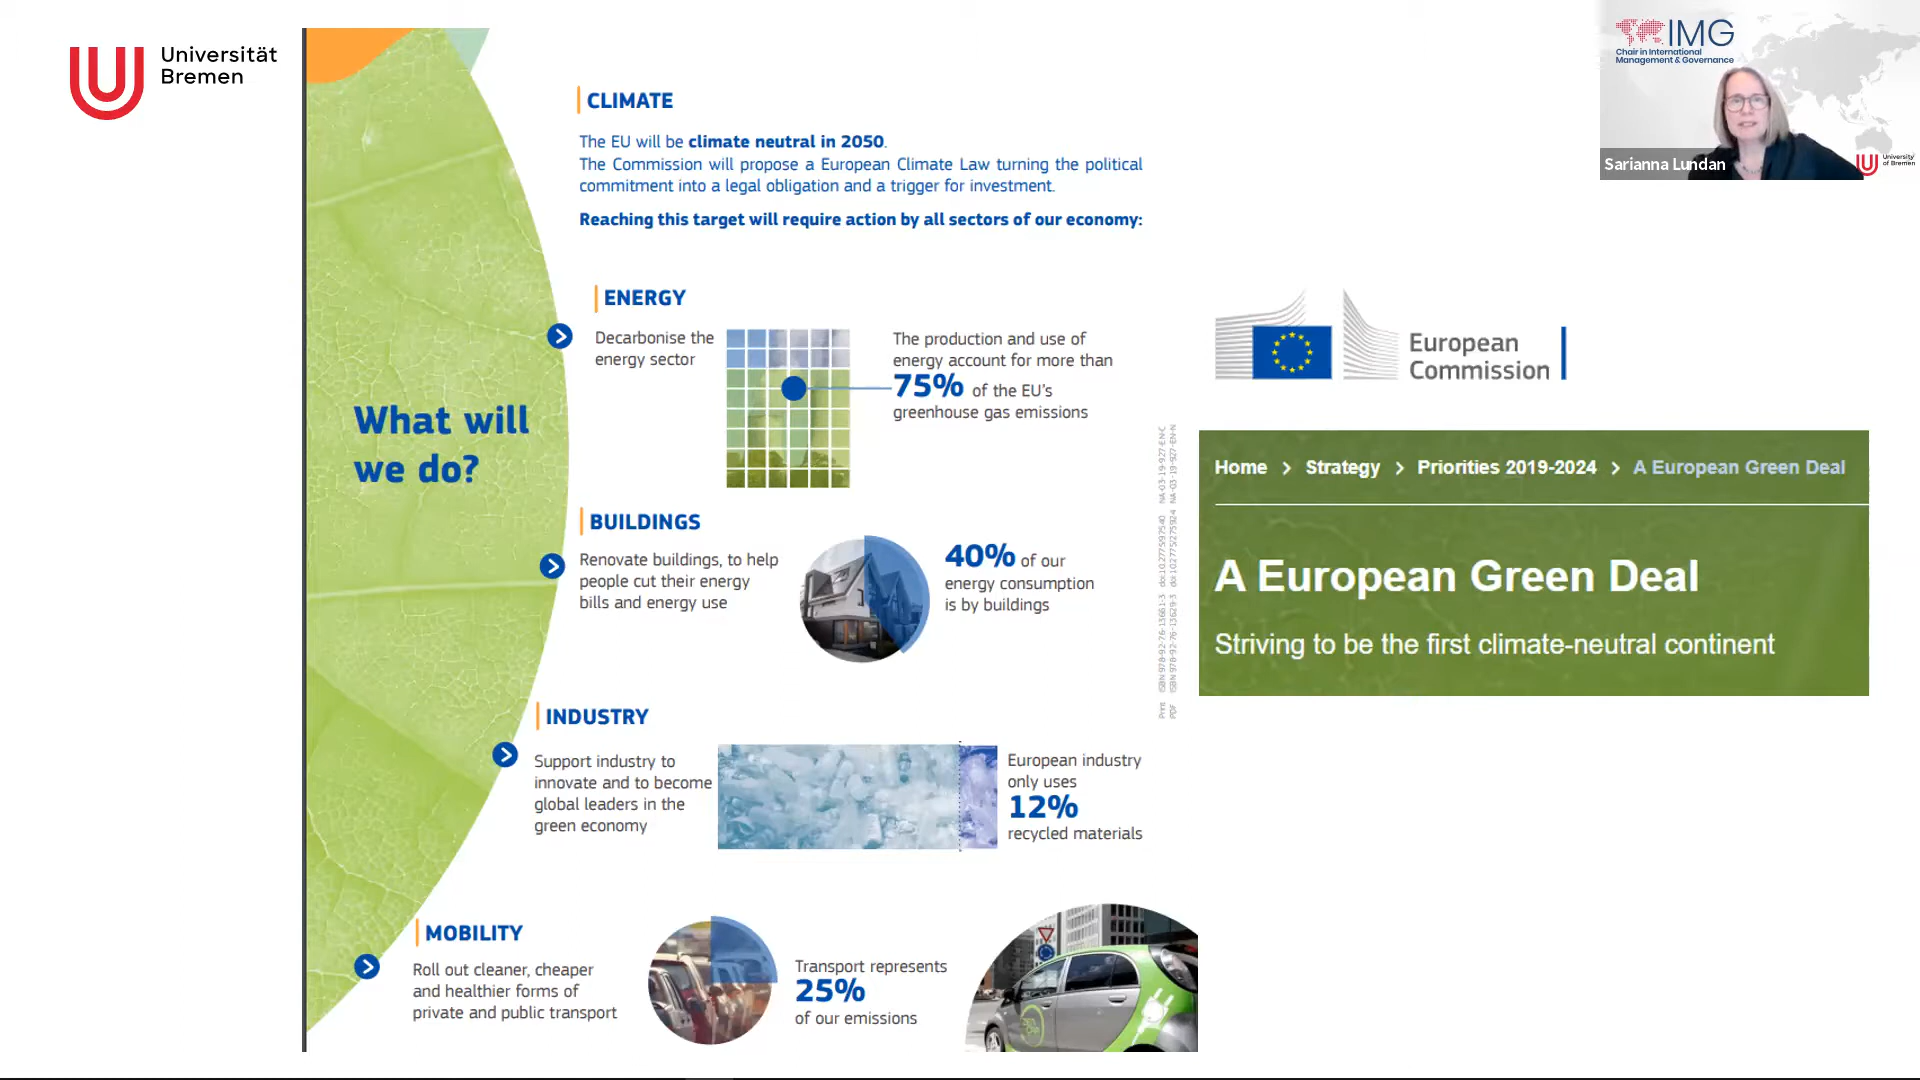 Universität
Bremen
What will
we do?
CLIMATE
The EU will be climate neutral in 2050.
The Commission will propose a European Climate Law turning the political
commitment into a legal obligation and a trigger for investment.
Reaching this target will require action by all sectors of our economy:
ENERGY
Decarbonise the
energy sector
The production and use of
energy account for more than
75% of the EU's
greenhouse gas emissions
BUILDINGS
Renovate buildings, to help
people cut their energy
bills and energy use
40% of our
energy consumption
is by buildings
INDUSTRY
Support industry to
innovate and to become
global leaders in the
green economy
European industry
only uses
12%
recycled materials
MOBILITY
Roll out cleaner, cheaper
and healthier forms of
private and public transport
Transport represents
25%
of our emissions
European
Commission
Home > Strategy > Priorities 2019-2024 > A European Green Deal
A European Green Deal
Striving to be the first climate-neutral continent
IMG
Chair in International
Management & Governance
Sarianna Lundan
University
of Bremen